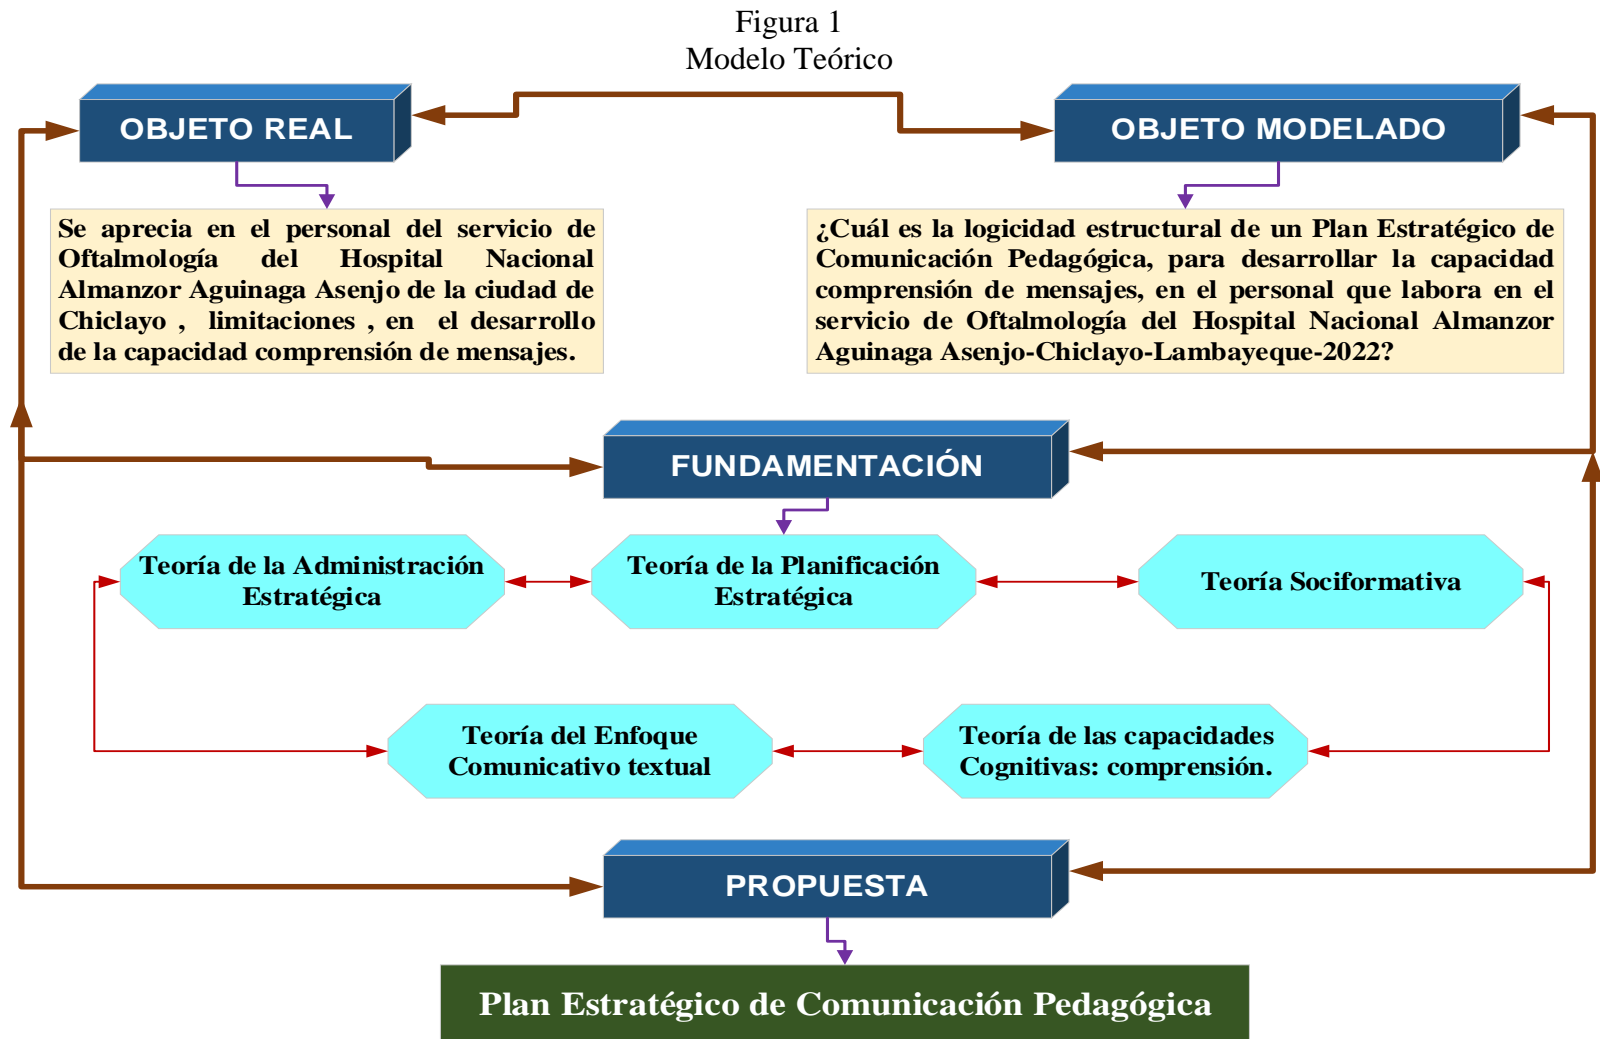 Figura 1
Modelo Teórico
OBJETO REAL
OBJETO MODELADO
Se aprecia en el personal del servicio de
Oftalmología del Hospital Nacional
Almanzor Aguinaga Asenjo de la ciudad de
Chiclayo , limitaciones , en el desarrollo
de la capacidad comprensión de mensajes.
¿Cuál es la logicidad estructural de un Plan Estratégico de
Comunicación Pedagógica, para desarrollar la capacidad
comprensión de mensajes, en el personal que labora en el
servicio de Oftalmología del Hospital Nacional Almanzor
Aguinaga Asenjo-Chiclayo-Lambayeque-2022?
FUNDAMENTACIÓN
Teoría de la Administración
Estratégica
Teoría de la Planificación
Estratégica
Teoría Sociformativa
Teoría del Enfoque
Comunicativo textual
Teoría de las capacidades
Cognitivas: comprensión.
PROPUESTA
Plan Estratégico de Comunicación Pedagógica